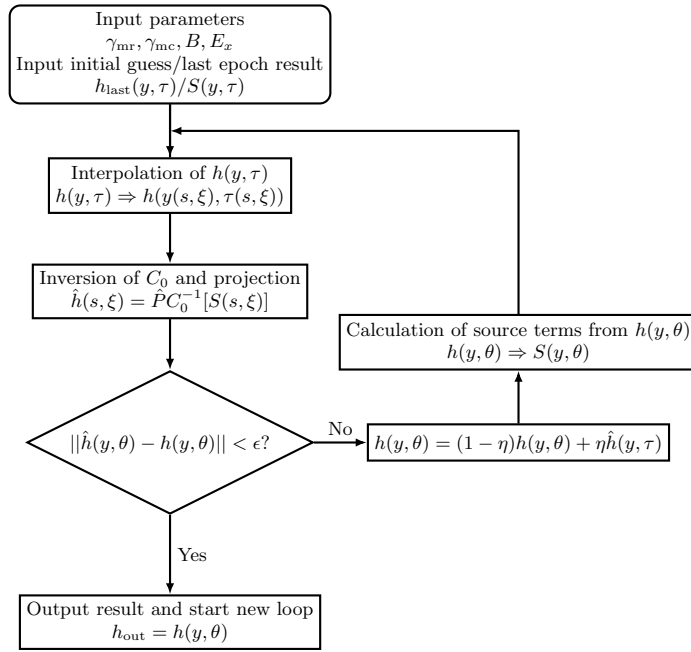 Input parameters
γ_mr, γ_mc, B, E_x
Input initial guess/last epoch result
h_last(y, τ)/S(y, τ)
Interpolation of h(y, τ)
h(y, τ) ⇒ h(y(s, ξ), τ(s, ξ))
Inversion of C_0 and projection
ĥ(s, ξ) = P̂C_0^{-1}[S(s, ξ)]
Calculation of source terms from h(y, θ)
h(y, θ) ⇒ S(y, θ)
||ĥ(y, θ) − h(y, θ)|| < ϵ?
No
h(y, θ) = (1 − η)h(y, θ) + ηĥ(y, τ)
Yes
Output result and start new loop
h_out = h(y, θ)